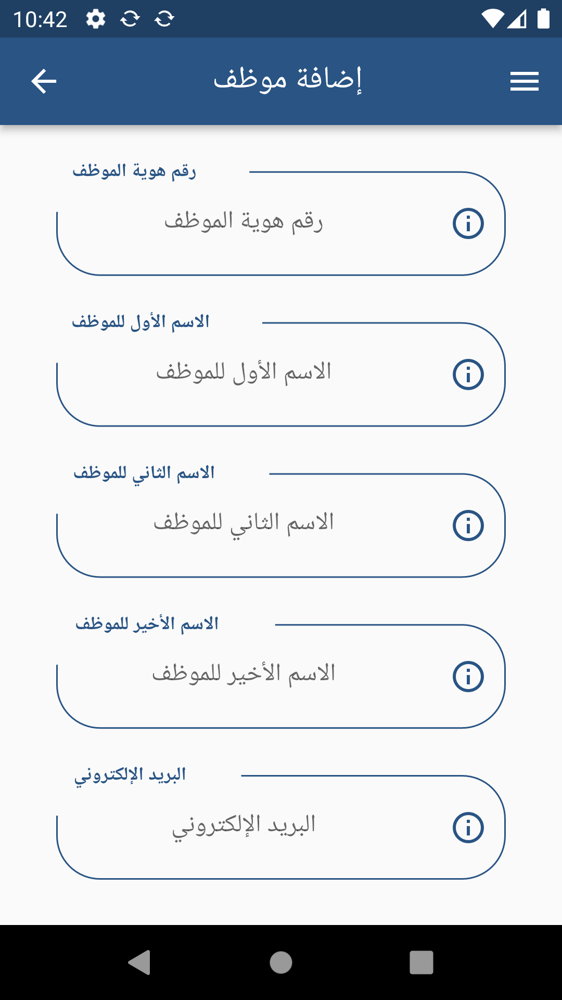 10:42
إضافة موظف
رقم هوية الموظف
رقم هوية الموظف
الاسم الأول للموظف
الاسم الأول للموظف
الاسم الثاني للموظف
الاسم الثاني للموظف
الاسم الأخير للموظف
الاسم الأخير للموظف
البريد الإلكتروني
البريد الإلكتروني